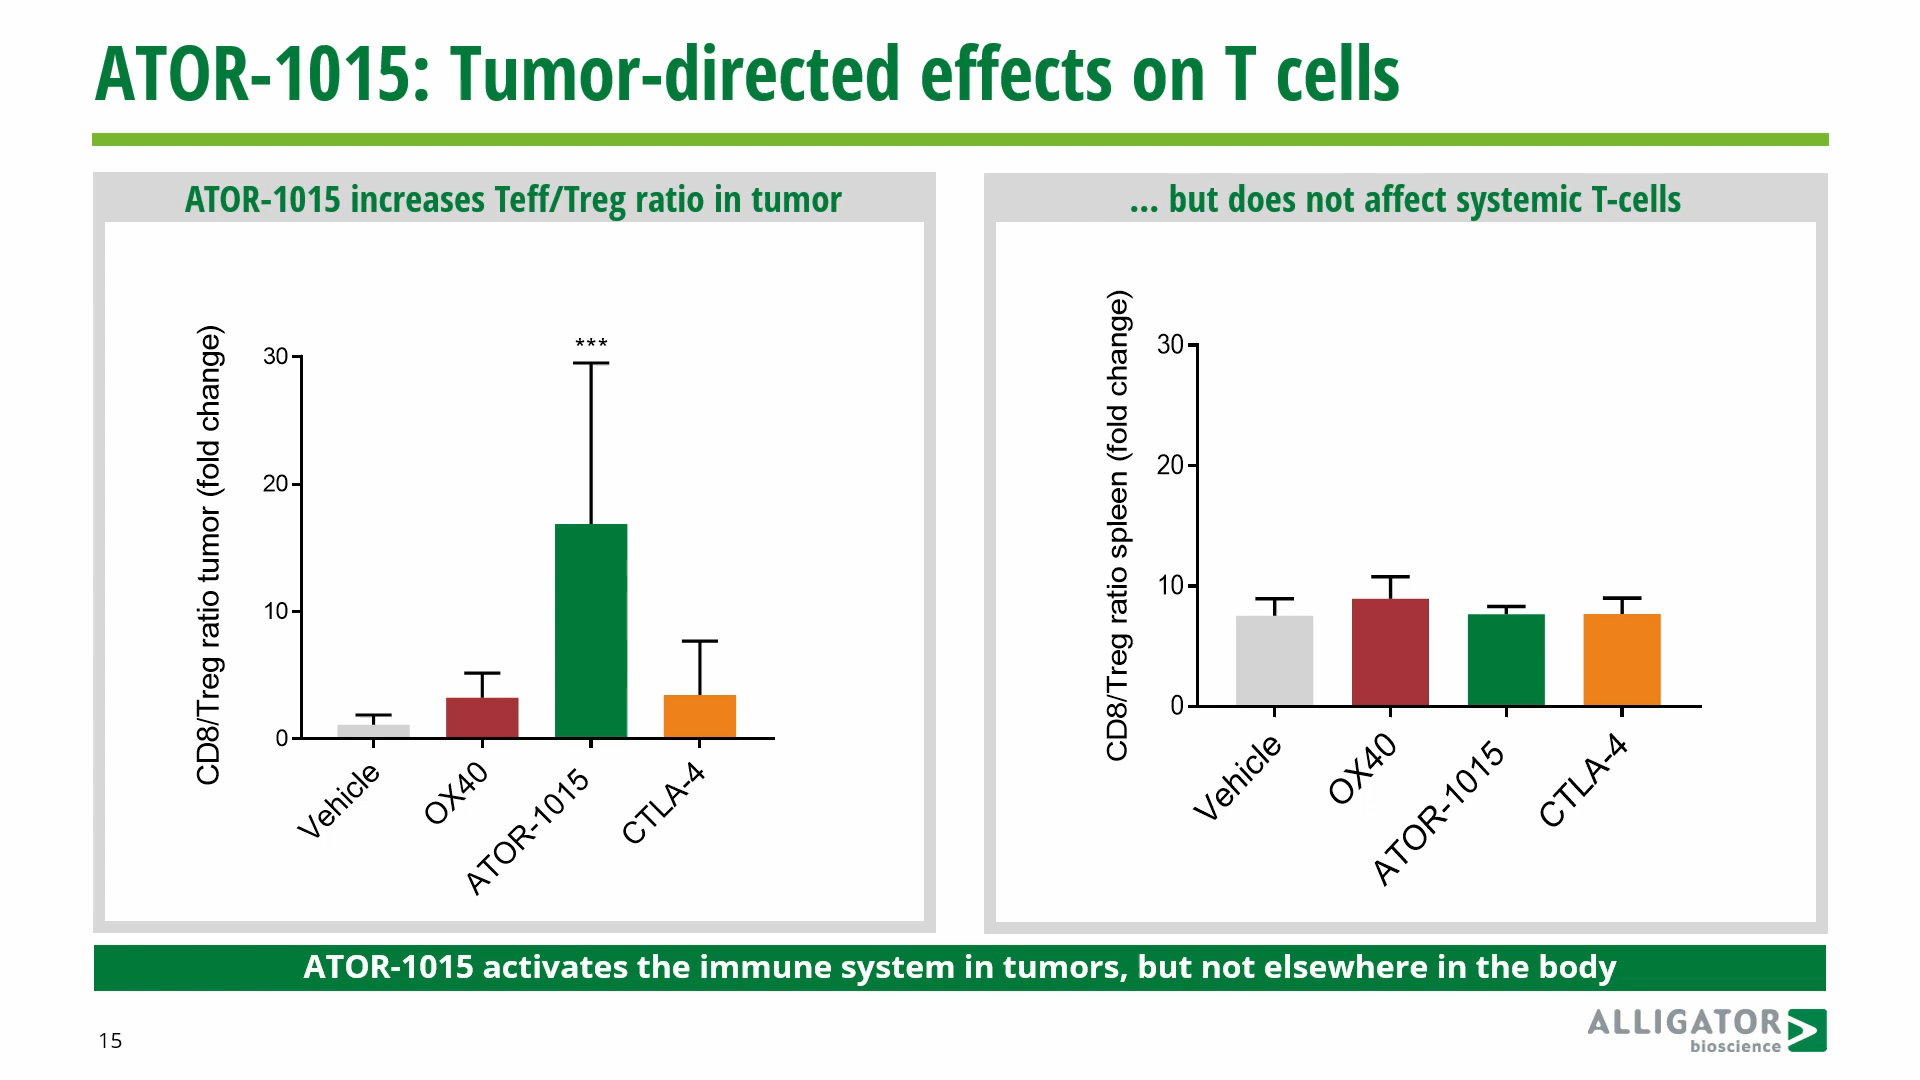 ATOR-1015: Tumor-directed effects on T cells
ATOR-1015 increases Teff/Treg ratio in tumor
CD8/Treg ratio tumor (fold change)
30
20
10
0
***
Vehicle
OX40
ATOR-1015
CTLA-4
... but does not affect systemic T-cells
CD8/Treg ratio spleen (fold change)
30
20
10
0
Vehicle
OX40
ATOR-1015
CTLA-4
ATOR-1015 activates the immune system in tumors, but not elsewhere in the body
15
ALLIGATOR
bioscience